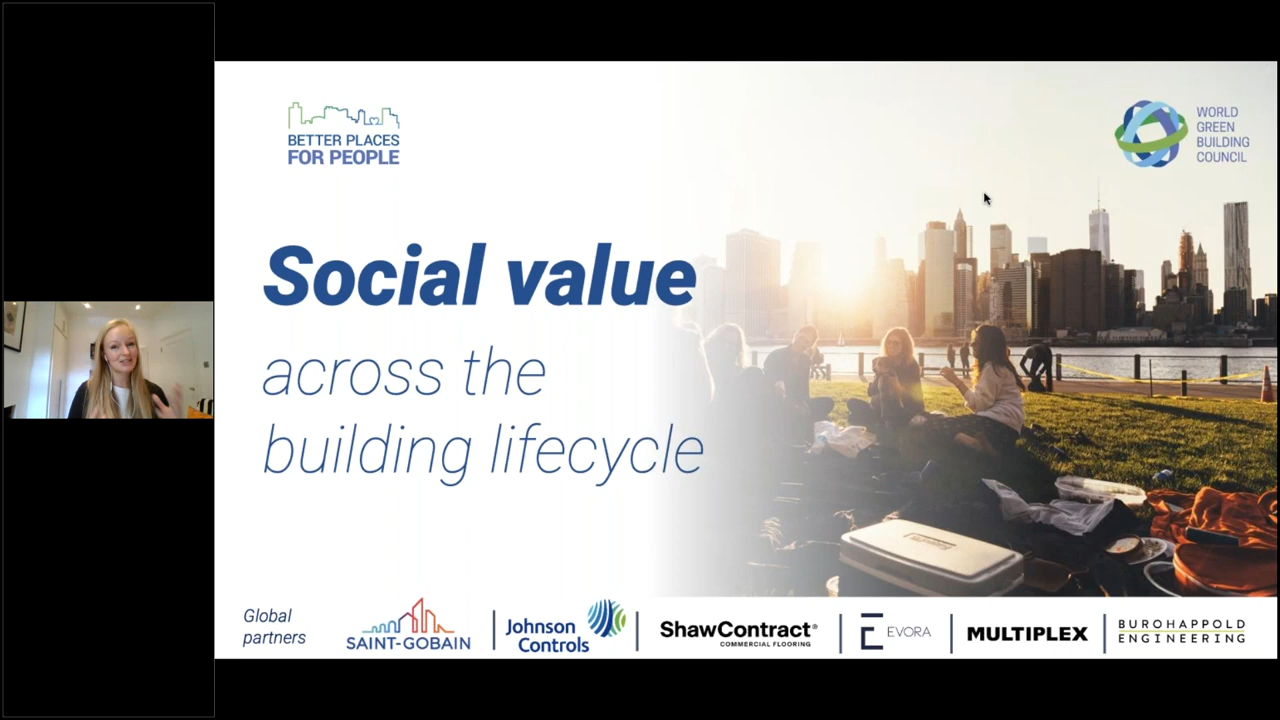 BETTER PLACES
FOR PEOPLE
WORLD
GREEN
BUILDING
COUNCIL
Social value
across the
building lifecycle
Global
partners
SAINT-GOBAIN
Johnson
Controls
ShawContract®
COMMERCIAL FLOORING
EVORA
MULTIPLEX
BUROHAPPOLD
ENGINEERING